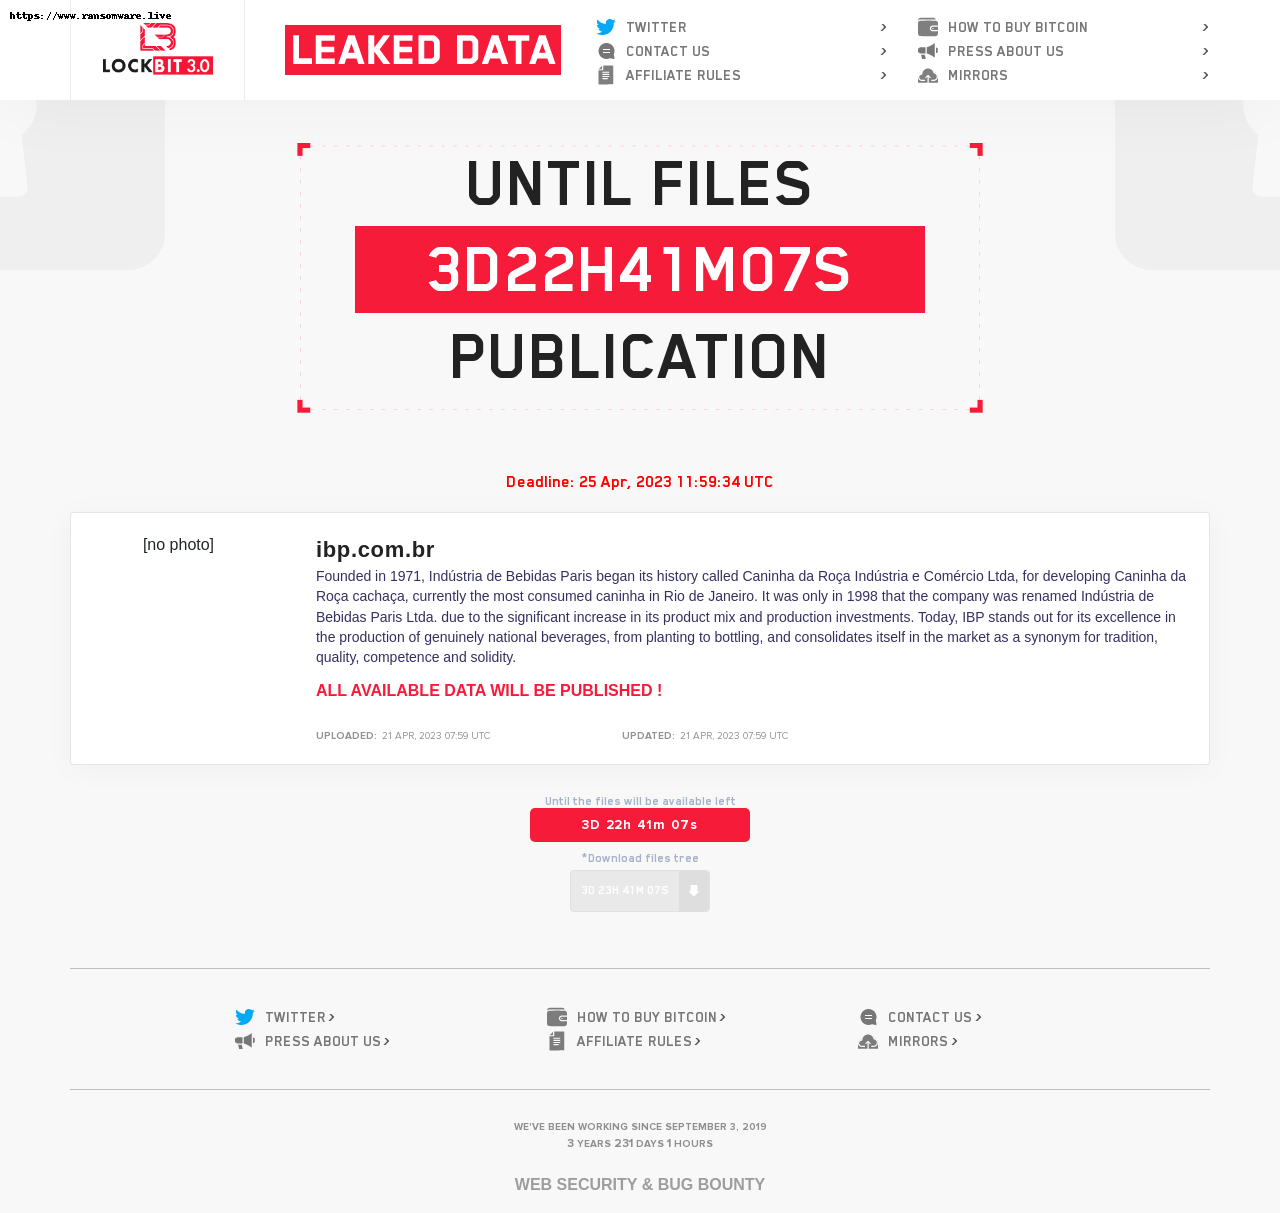 https://www.ransomware.live
LOCKBIT 3.0
LEAKED DATA
TWITTER >
CONTACT US >
AFFILIATE RULES >
HOW TO BUY BITCOIN >
PRESS ABOUT US >
MIRRORS >
UNTIL FILES
3D22H41M07S
PUBLICATION
Deadline: 25 Apr, 2023 11:59:34 UTC
[no photo]
ibp.com.br
Founded in 1971, Indústria de Bebidas Paris began its history called Caninha da Roça Indústria e Comércio Ltda, for developing Caninha da
Roça cachaça, currently the most consumed caninha in Rio de Janeiro. It was only in 1998 that the company was renamed Indústria de
Bebidas Paris Ltda. due to the significant increase in its product mix and production investments. Today, IBP stands out for its excellence in
the production of genuinely national beverages, from planting to bottling, and consolidates itself in the market as a synonym for tradition,
quality, competence and solidity.
ALL AVAILABLE DATA WILL BE PUBLISHED !
UPLOADED: 21 APR, 2023 07:59 UTC
UPDATED: 21 APR, 2023 07:59 UTC
Until the files will be available left
3D 22h 41m 07s
*Download files tree
3D 23H 41M 07S
TWITTER >
PRESS ABOUT US >
HOW TO BUY BITCOIN >
AFFILIATE RULES >
CONTACT US >
MIRRORS >
WE'VE BEEN WORKING SINCE SEPTEMBER 3, 2019
3 YEARS 231 DAYS 1 HOURS
WEB SECURITY & BUG BOUNTY